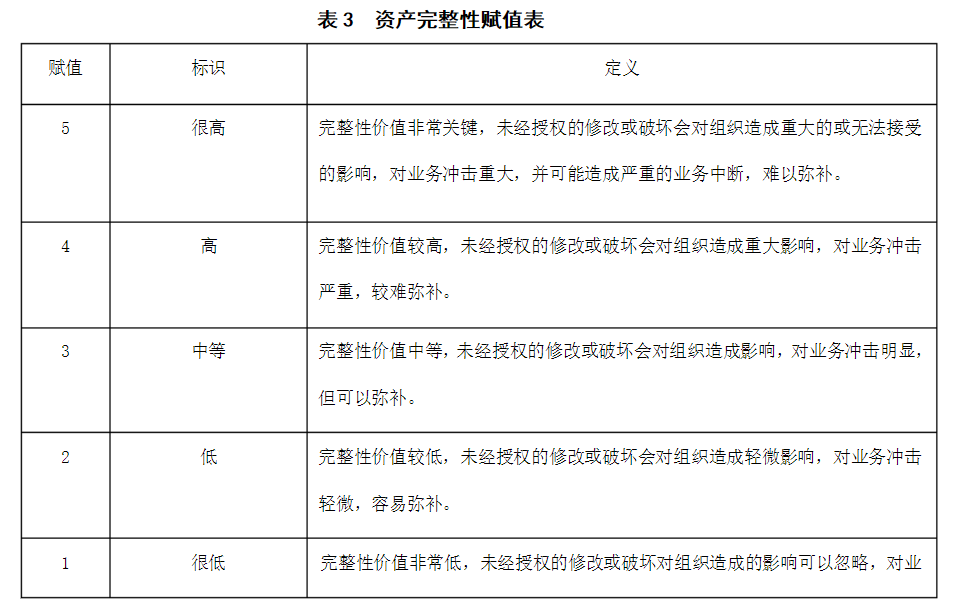 表 3 资产完整性赋值表
赋值 标识 定义
5 很高 完整性价值非常关键，未经授权的修改或破坏会对组织造成重大的或无法接受
的影响，对业务冲击重大，并可能造成严重的业务中断，难以弥补。
4 高 完整性价值较高，未经授权的修改或破坏会对组织造成重大影响，对业务冲击
严重，较难弥补。
3 中等 完整性价值中等，未经授权的修改或破坏会对组织造成影响，对业务冲击明显，
但可以弥补。
2 低 完整性价值较低，未经授权的修改或破坏会对组织造成轻微影响，对业务冲击
轻微，容易弥补。
1 很低 完整性价值非常低，未经授权的修改或破坏对组织造成的影响可以忽略，对业